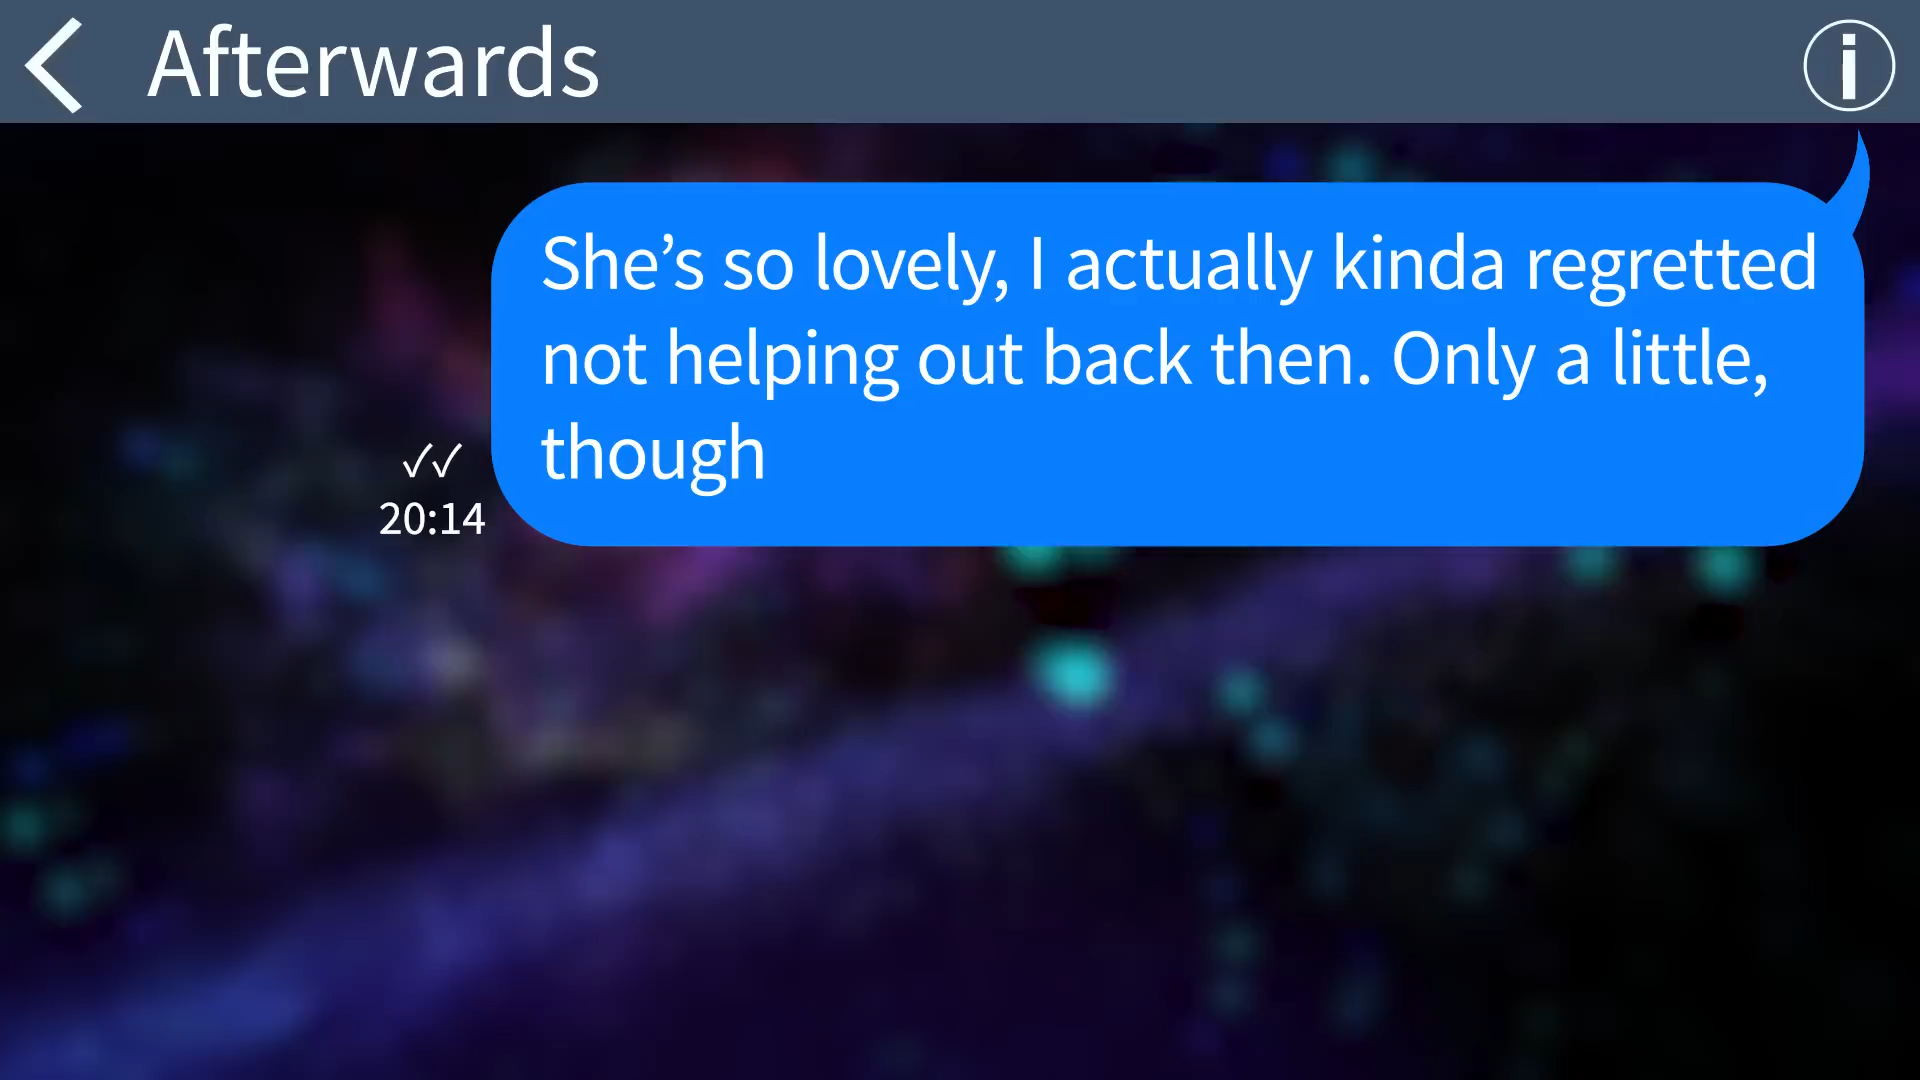 Afterwards
She’s so lovely, I actually kinda regretted
not helping out back then. Only a little,
though
✓✓
20:14